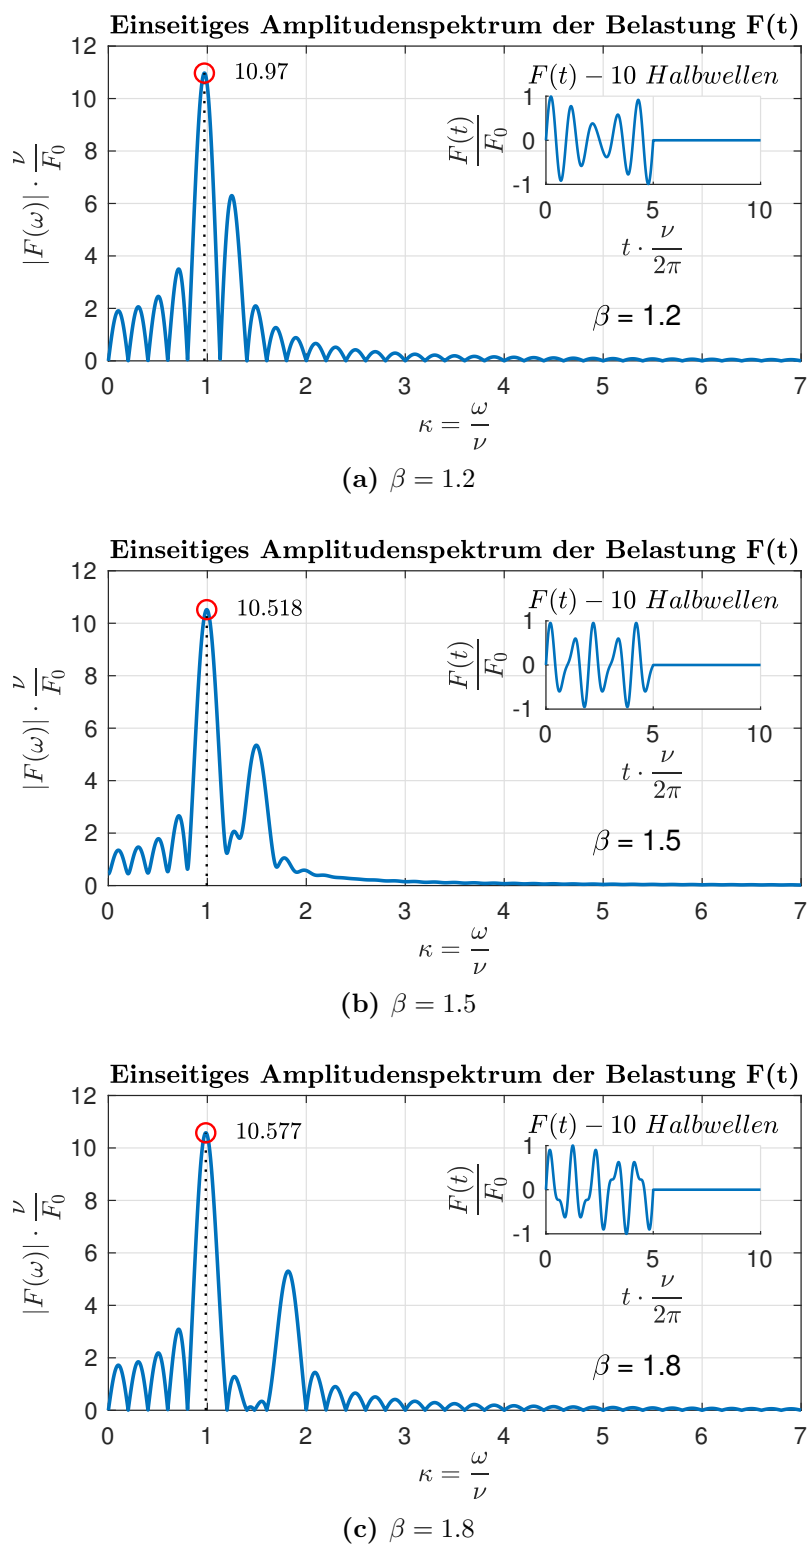 Einseitiges Amplitudenspektrum der Belastung F(t)
12
10
8
6
4
2
0
|F(ω)| · ν/F₀
10.97
F(t) − 10 Halbwellen
F(t)/F₀
1
0
-1
0 5 10
t · ν/2π
β = 1.2
0 1 2 3 4 5 6 7
κ = ω/ν
(a) β = 1.2
Einseitiges Amplitudenspektrum der Belastung F(t)
12
10
8
6
4
2
0
|F(ω)| · ν/F₀
10.518
F(t) − 10 Halbwellen
F(t)/F₀
1
0
-1
0 5 10
t · ν/2π
β = 1.5
0 1 2 3 4 5 6 7
κ = ω/ν
(b) β = 1.5
Einseitiges Amplitudenspektrum der Belastung F(t)
12
10
8
6
4
2
0
|F(ω)| · ν/F₀
10.577
F(t) − 10 Halbwellen
F(t)/F₀
1
0
-1
0 5 10
t · ν/2π
β = 1.8
0 1 2 3 4 5 6 7
κ = ω/ν
(c) β = 1.8